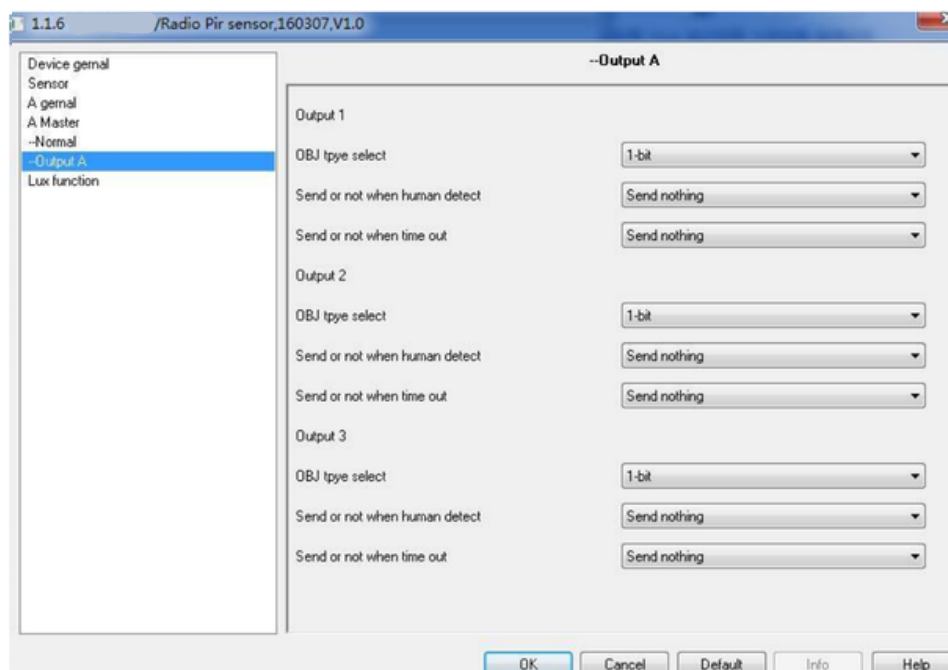 1.1.6 /Radio Pir sensor,160307,V1.0
Device gernal
Sensor
A gernal
A Master
--Normal
--Output A
Lux function
--Output A
Output 1
OBJ tpye select 1-bit
Send or not when human detect Send nothing
Send or not when time out Send nothing
Output 2
OBJ tpye select 1-bit
Send or not when human detect Send nothing
Send or not when time out Send nothing
Output 3
OBJ tpye select 1-bit
Send or not when human detect Send nothing
Send or not when time out Send nothing
OK Cancel Default Info Help